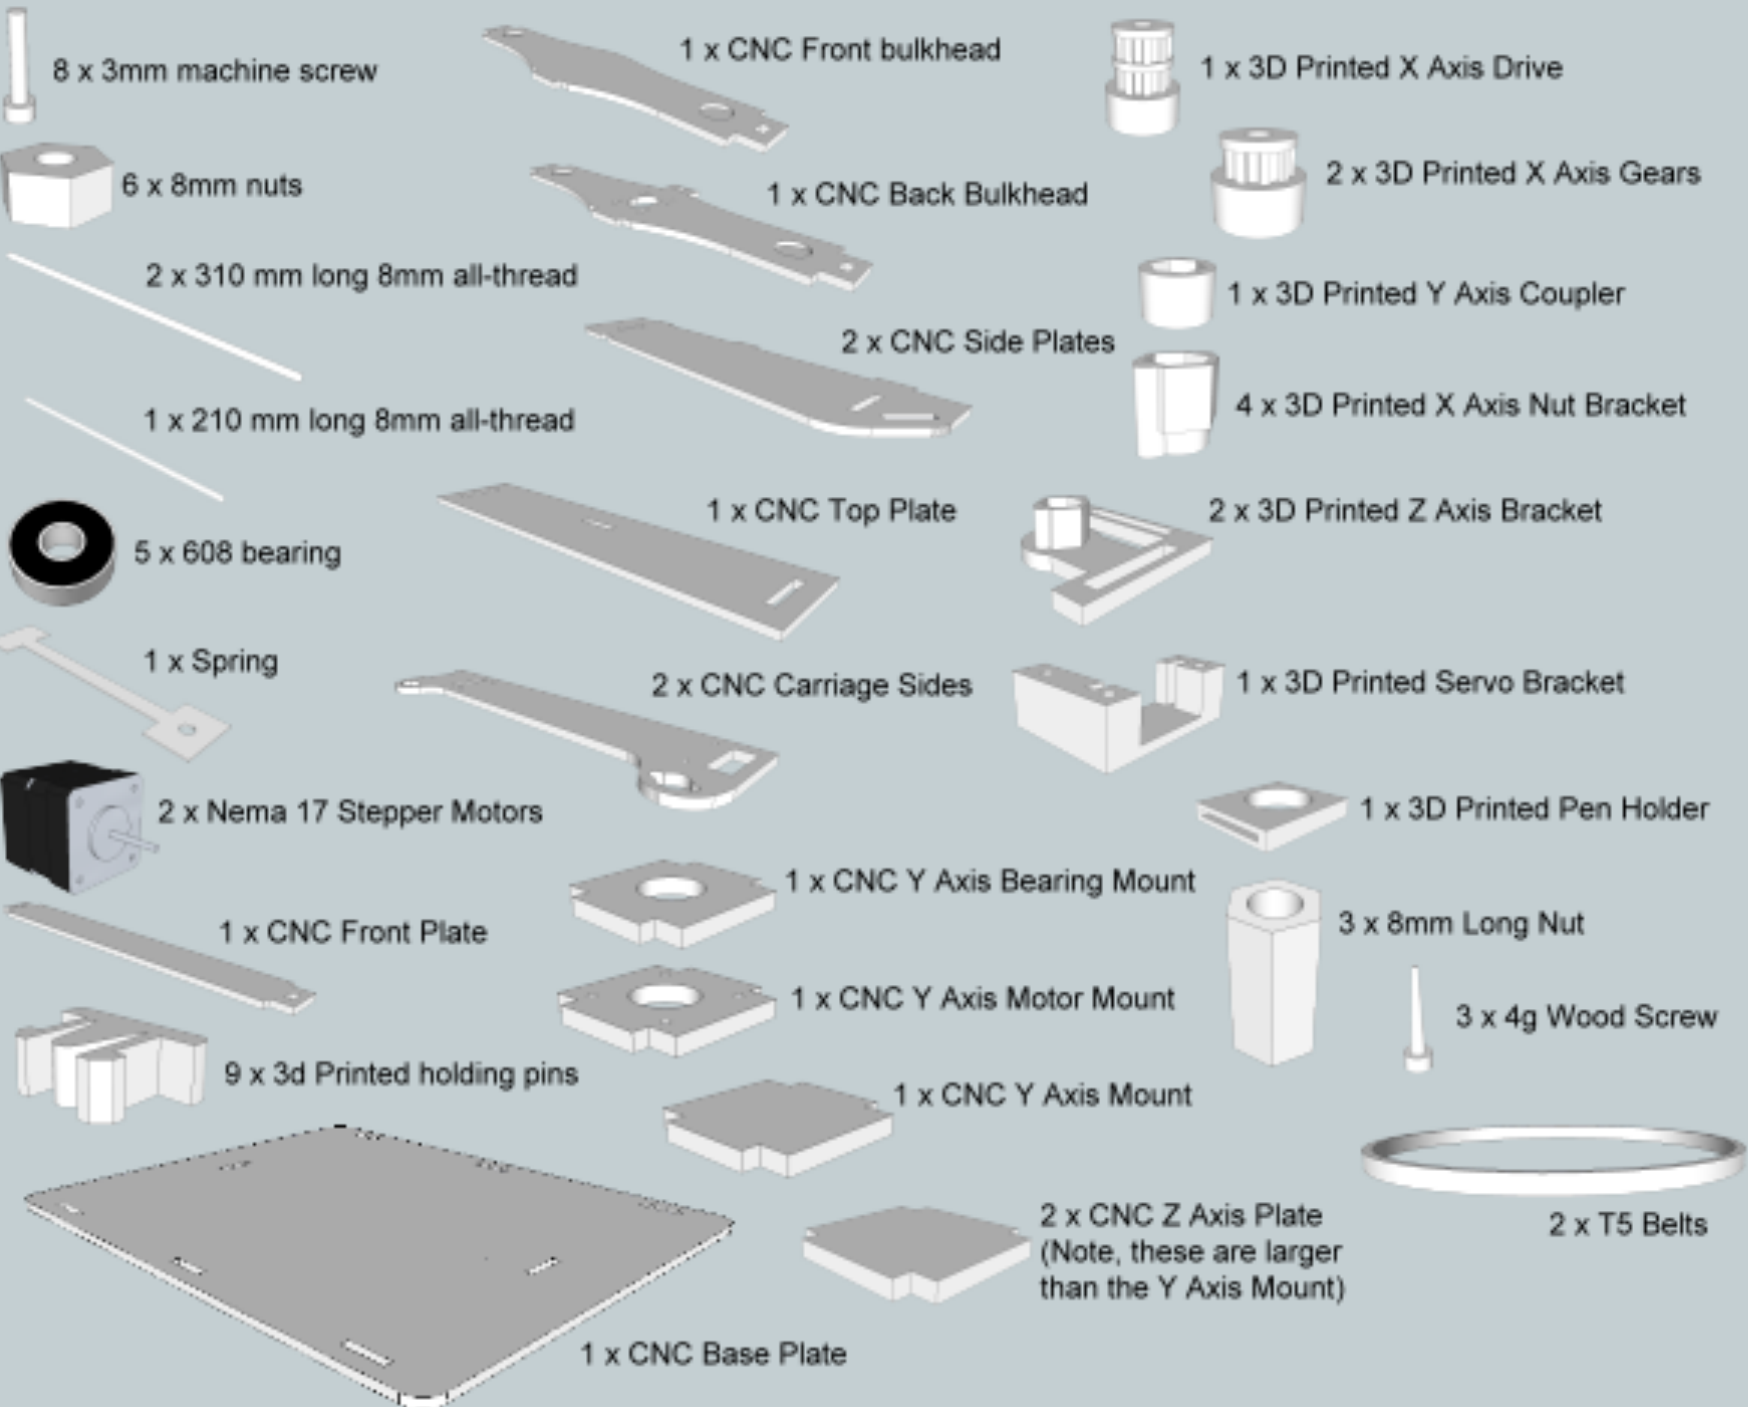 8 x 3mm machine screw
6 x 8mm nuts
2 x 310 mm long 8mm all-thread
1 x 210 mm long 8mm all-thread
5 x 608 bearing
1 x Spring
2 x Nema 17 Stepper Motors
1 x CNC Front Plate
9 x 3d Printed holding pins
1 x CNC Base Plate
1 x CNC Front bulkhead
1 x CNC Back Bulkhead
2 x CNC Side Plates
1 x CNC Top Plate
2 x CNC Carriage Sides
1 x CNC Y Axis Bearing Mount
1 x CNC Y Axis Motor Mount
1 x CNC Y Axis Mount
2 x CNC Z Axis Plate
(Note, these are larger
than the Y Axis Mount)
1 x 3D Printed X Axis Drive
2 x 3D Printed X Axis Gears
1 x 3D Printed Y Axis Coupler
4 x 3D Printed X Axis Nut Bracket
2 x 3D Printed Z Axis Bracket
1 x 3D Printed Servo Bracket
1 x 3D Printed Pen Holder
3 x 8mm Long Nut
3 x 4g Wood Screw
2 x T5 Belts